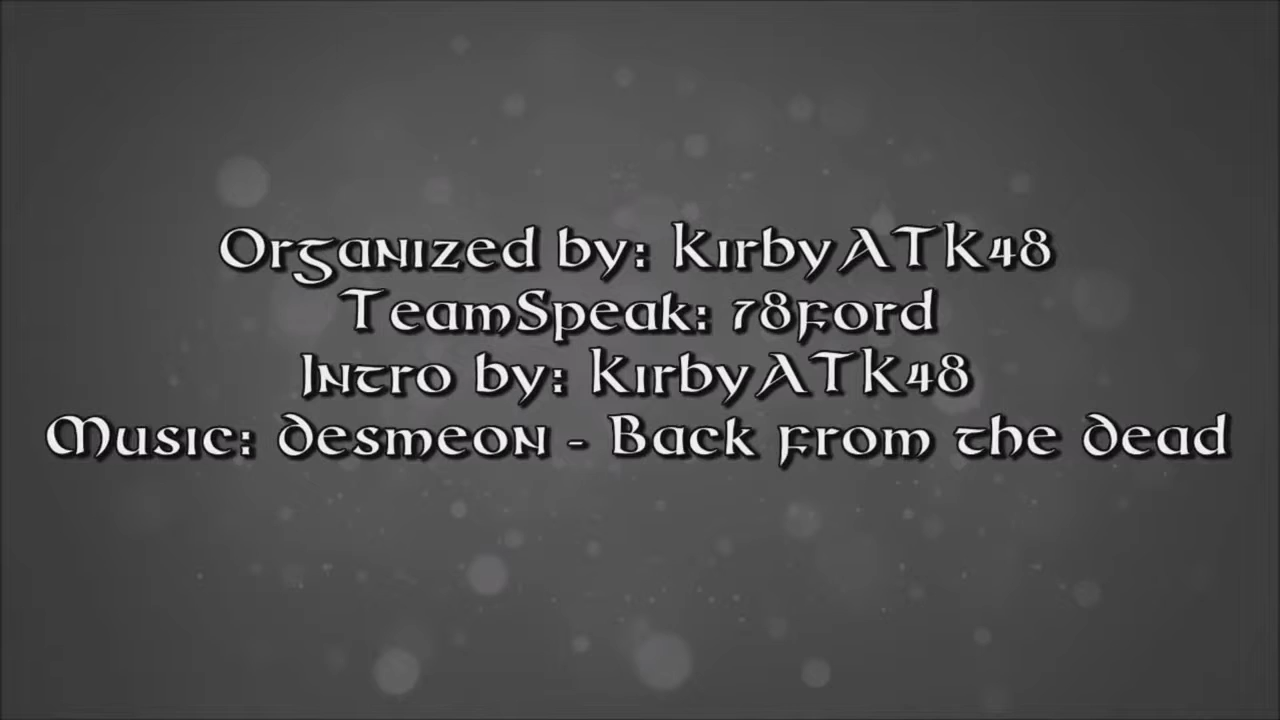 Organized by: KirbyATK48
TeamSpeak: 78Ford
Intro by: KirbyATK48
Music: Desmeon - Back From the Dead